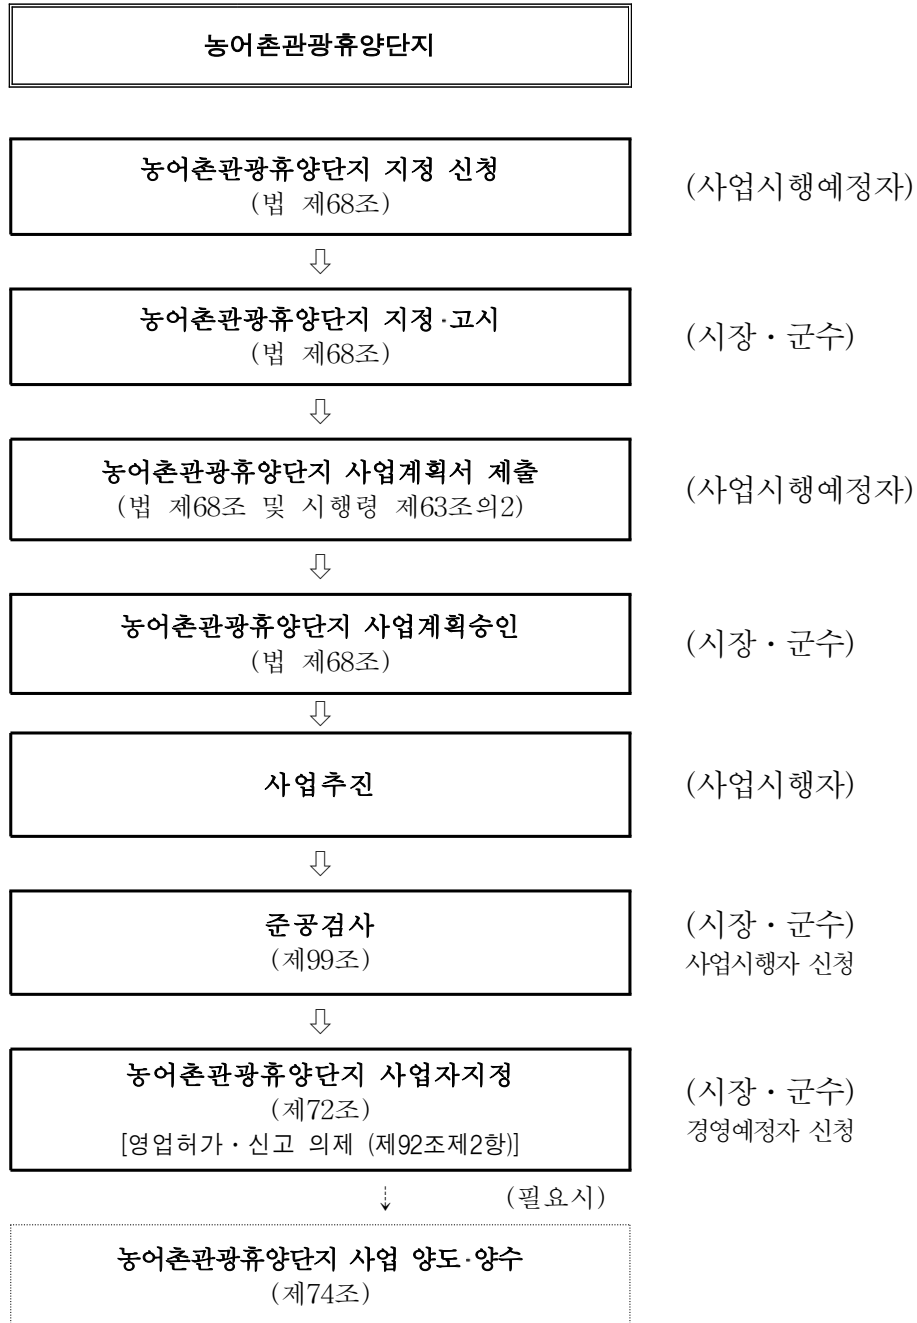 농어촌관광휴양단지
농어촌관광휴양단지 지정 신청
(법 제68조)
(사업시행예정자)
농어촌관광휴양단지 지정·고시
(법 제68조)
(시장·군수)
농어촌관광휴양단지 사업계획서 제출
(법 제68조 및 시행령 제63조의2)
(사업시행예정자)
농어촌관광휴양단지 사업계획승인
(법 제68조)
(시장·군수)
사업추진
(사업시행자)
준공검사
(제99조)
(시장·군수)
사업시행자 신청
농어촌관광휴양단지 사업자지정
(제72조)
[영업허가·신고 의제 (제92조제2항)]
(시장·군수)
경영예정자 신청
(필요시)
농어촌관광휴양단지 사업 양도·양수
(제74조)